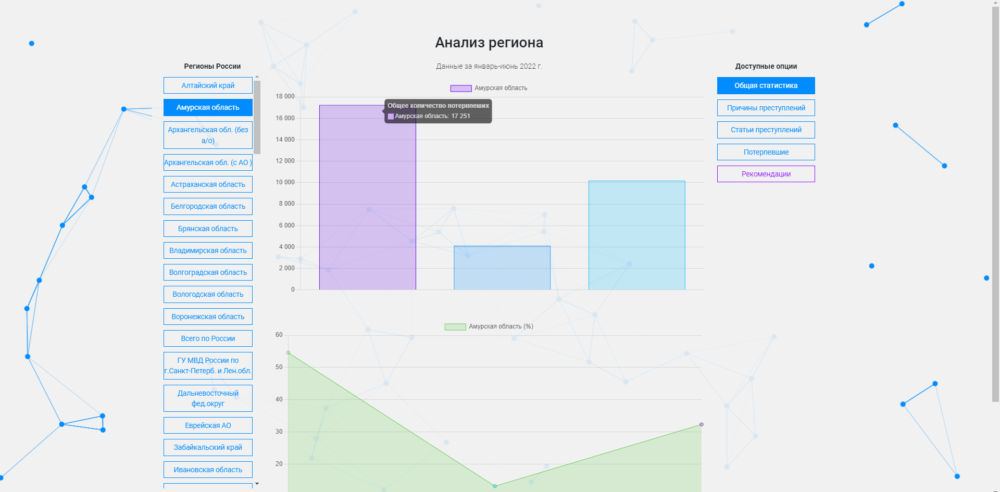 Анализ региона
Данные за январь-июнь 2022 г.
Регионы России
Алтайский край
Амурская область
Архангельская обл. (без
а/о)
Архангельская обл. (с АО )
Астраханская область
Белгородская область
Брянская область
Владимирская область
Волгоградская область
Вологодская область
Воронежская область
Всего по России
ГУ МВД России по
г.Санкт-Петерб. и Лен.обл.
Дальневосточный
фед.округ
Еврейская АО
Забайкальский край
Ивановская область
Амурская область
18 000
16 000
14 000
12 000
10 000
8 000
6 000
4 000
2 000
0
Общее количество потервпеших
Амурская область: 17 251
Амурская область (%)
60
50
40
30
20
Доступные опции
Общая статистика
Причины преступлений
Статьи преступлений
Потерпевшие
Рекомендации